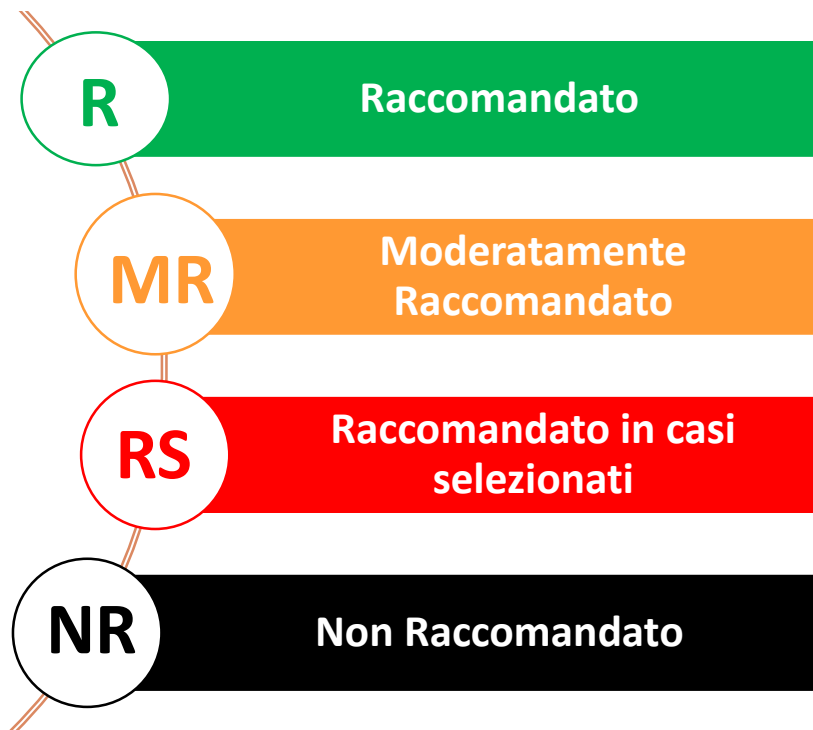 R
Raccomandato
MR
Moderatamente
Raccomandato
RS
Raccomandato in casi
selezionati
NR
Non Raccomandato